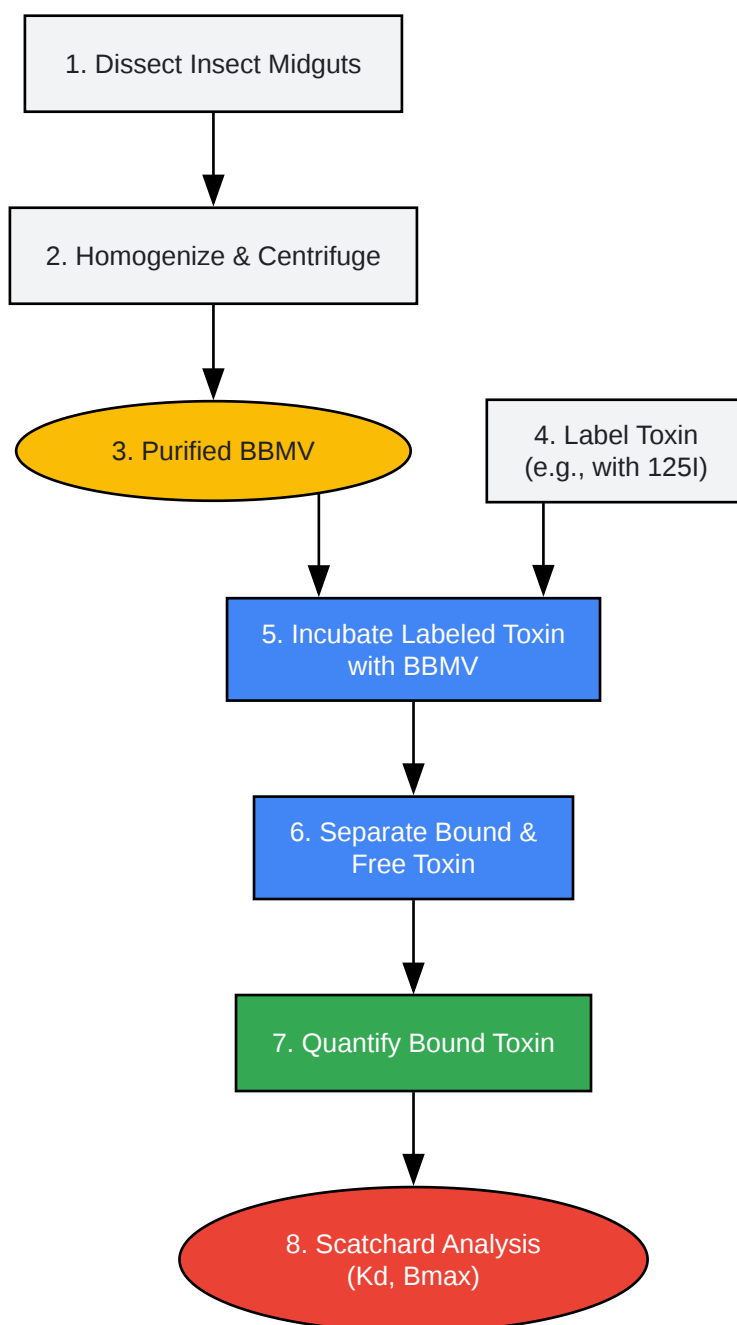 1. Dissect Insect Midguts
2. Homogenize & Centrifuge
3. Purified BBMV
4. Label Toxin
(e.g., with 125I)
5. Incubate Labeled Toxin
with BBMV
6. Separate Bound &
Free Toxin
7. Quantify Bound Toxin
8. Scatchard Analysis
(Kd, Bmax)